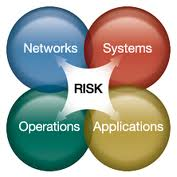 Networks
Systems
RISK
Operations
Applications